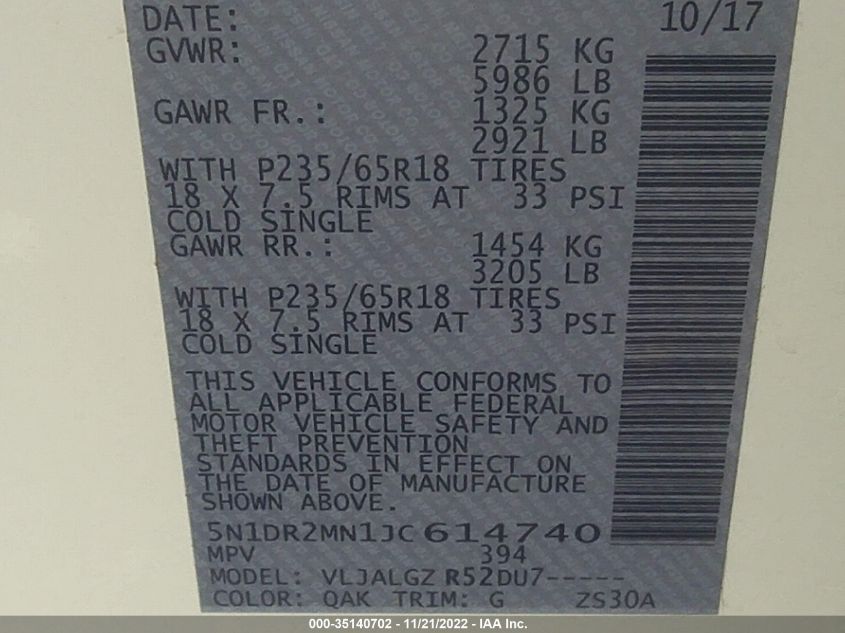 DATE: 10/17
GVWR: 2715 KG
5986 LB
GAWR FR.: 1325 KG
2921 LB
WITH P235/65R18 TIRES
18 X 7.5 RIMS AT 33 PSI
COLD SINGLE
GAWR RR.: 1454 KG
3205 LB
WITH P235/65R18 TIRES
18 X 7.5 RIMS AT 33 PSI
COLD SINGLE
THIS VEHICLE CONFORMS TO
ALL APPLICABLE FEDERAL
MOTOR VEHICLE SAFETY AND
THEFT PREVENTION
STANDARDS IN EFFECT ON
THE DATE OF MANUFACTURE
SHOWN ABOVE.
5N1DR2MN1JC614740
MPV 394
MODEL: VLJALGZ R52DU7-----
COLOR: QAK TRIM: G ZS30A
000-35140702 - 11/21/2022 - IAA Inc.